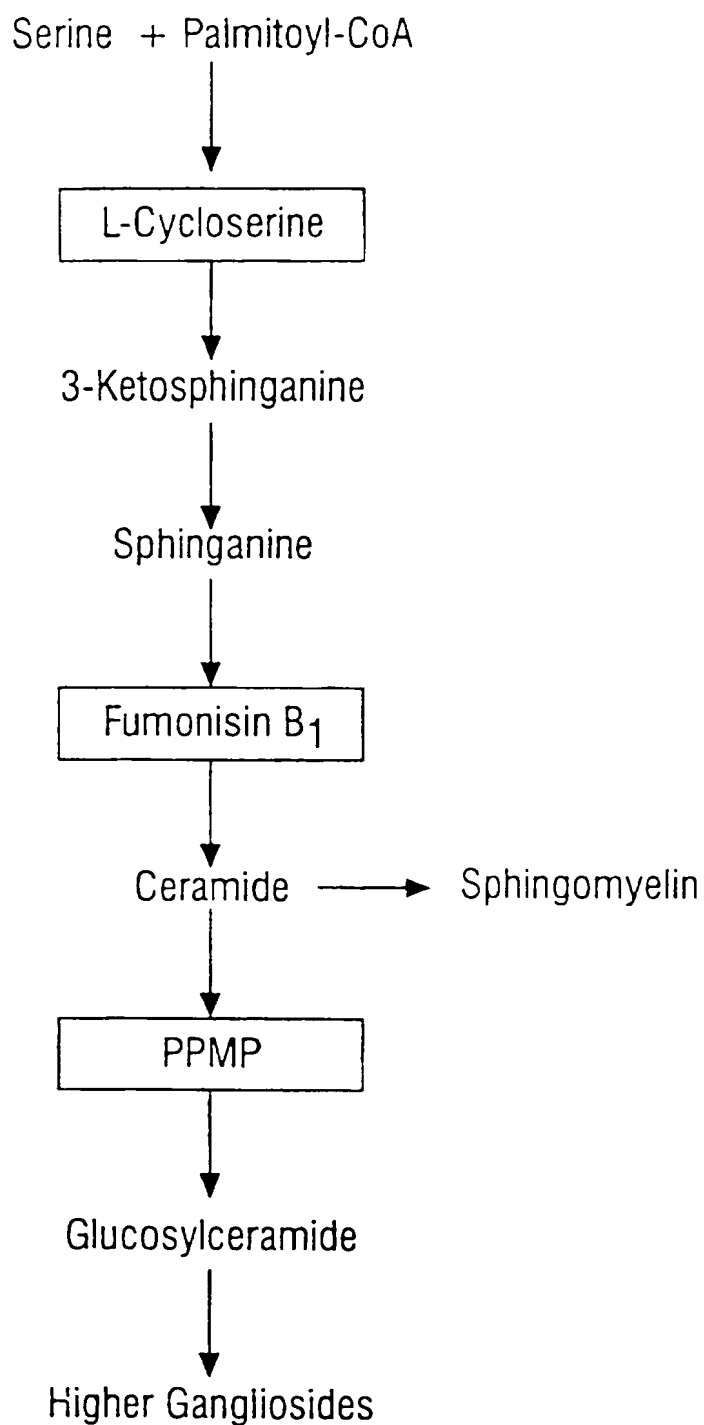 Serine + Palmitoyl-CoA
L-Cycloserine
3-Ketosphinganine
Sphinganine
Fumonisin B1
Ceramide
Sphingomyelin
PPMP
Glucosylceramide
Higher Gangliosides